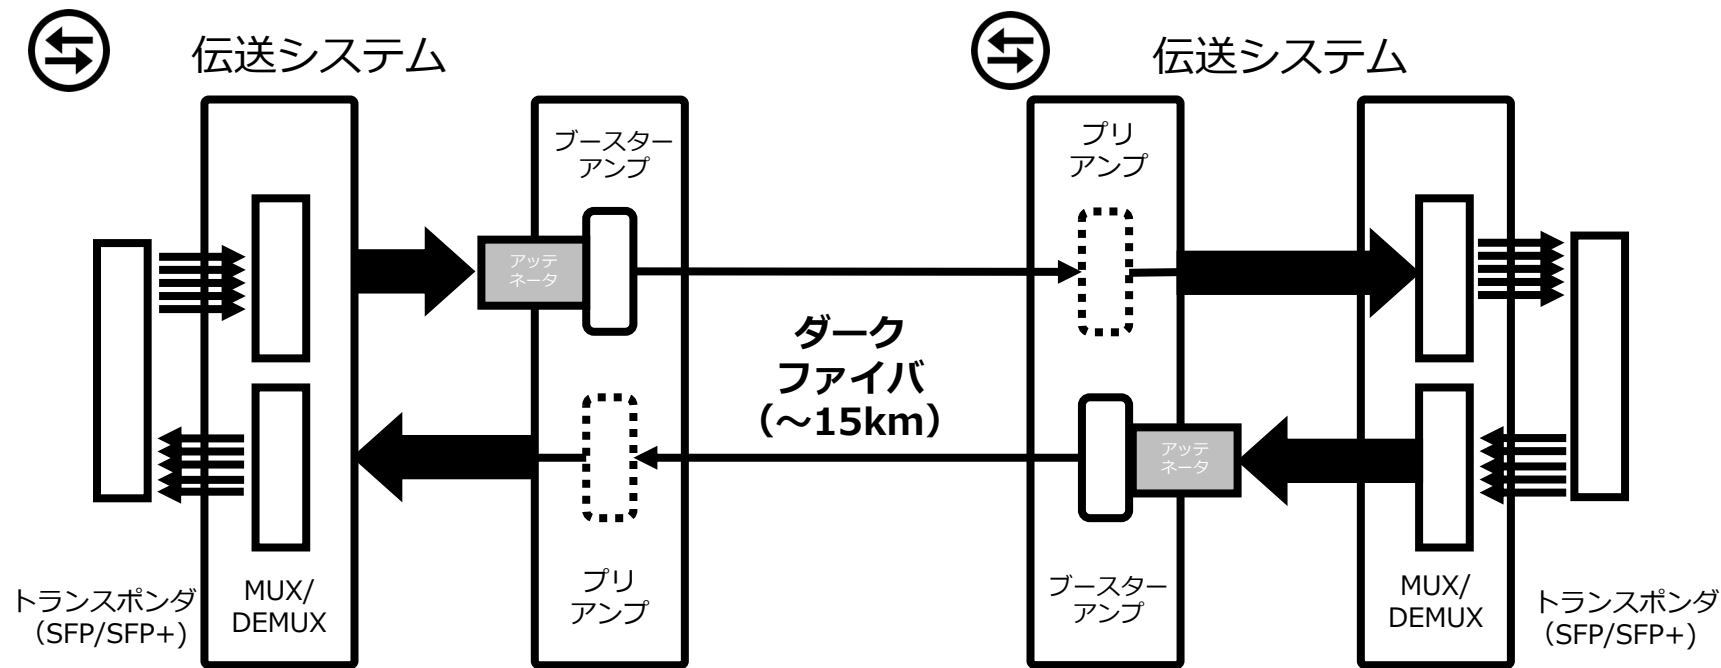 伝送システム
伝送システム
ブースター
アンプ
プリ
アンプ
アッテ
ネータ
ダーク
ファイバ
(～15km)
アッテ
ネータ
トランスポンダ
(SFP/SFP+)
MUX/
DEMUX
プリ
アンプ
ブースター
アンプ
MUX/
DEMUX
トランスポンダ
(SFP/SFP+)